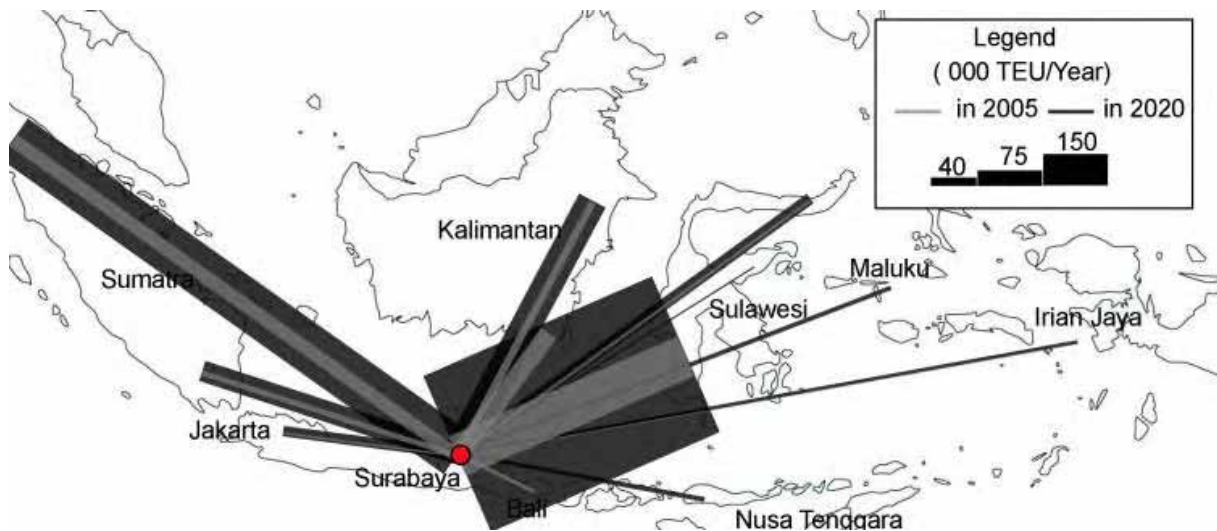 Legend
( 000 TEU/Year)
in 2005 in 2020
40 75 150
Kalimantan
Sumatra
Maluku
Sulawesi
Irian Jaya
Jakarta
Surabaya
Bali
Nusa Tenggara